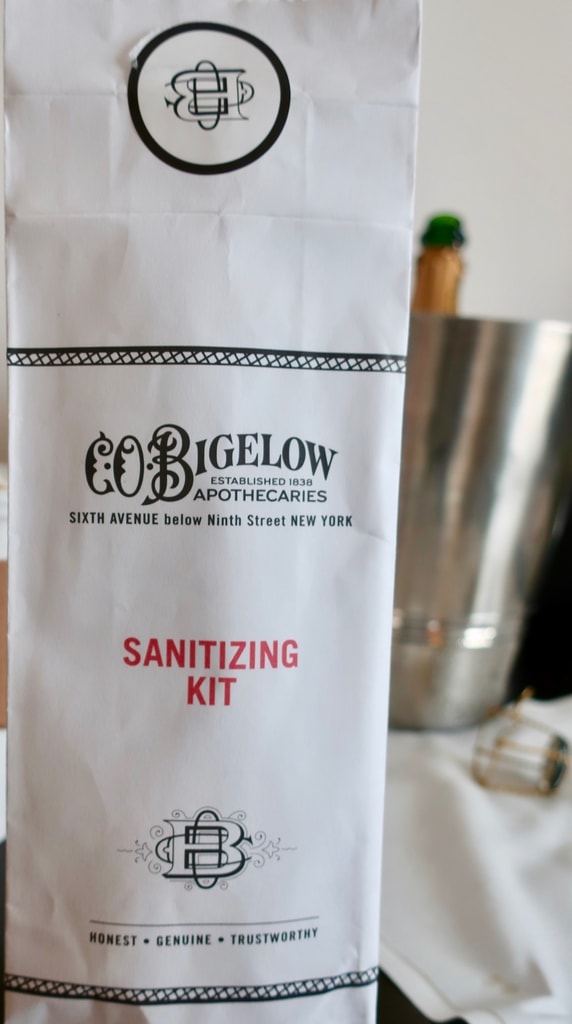 C.O. BIGELOW
ESTABLISHED 1838
APOTHECARIES
SIXTH AVENUE below Ninth Street NEW YORK
SANITIZING
KIT
HONEST • GENUINE • TRUSTWORTHY